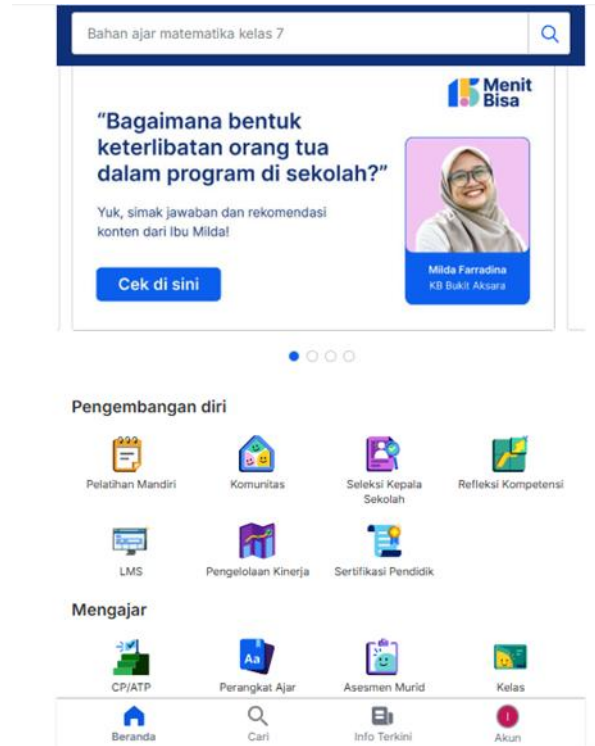 Bahan ajar matematika kelas 7
15 Menit
Bisa
“Bagaimana bentuk
keterlibatan orang tua
dalam program di sekolah?”
Yuk, simak jawaban dan rekomendasi
konten dari Ibu Milda!
Cek di sini
Milda Farradina
KB Bukit Aksara
Pengembangan diri
Pelatihan Mandiri
Komunitas
Seleksi Kepala
Sekolah
Refleksi Kompetensi
LMS
Pengelolaan Kinerja
Sertifikasi Pendidik
Mengajar
Aa
CP/ATP
Perangkat Ajar
Asesmen Murid
Kelas
Beranda
Cari
Info Terkini
I
Akun